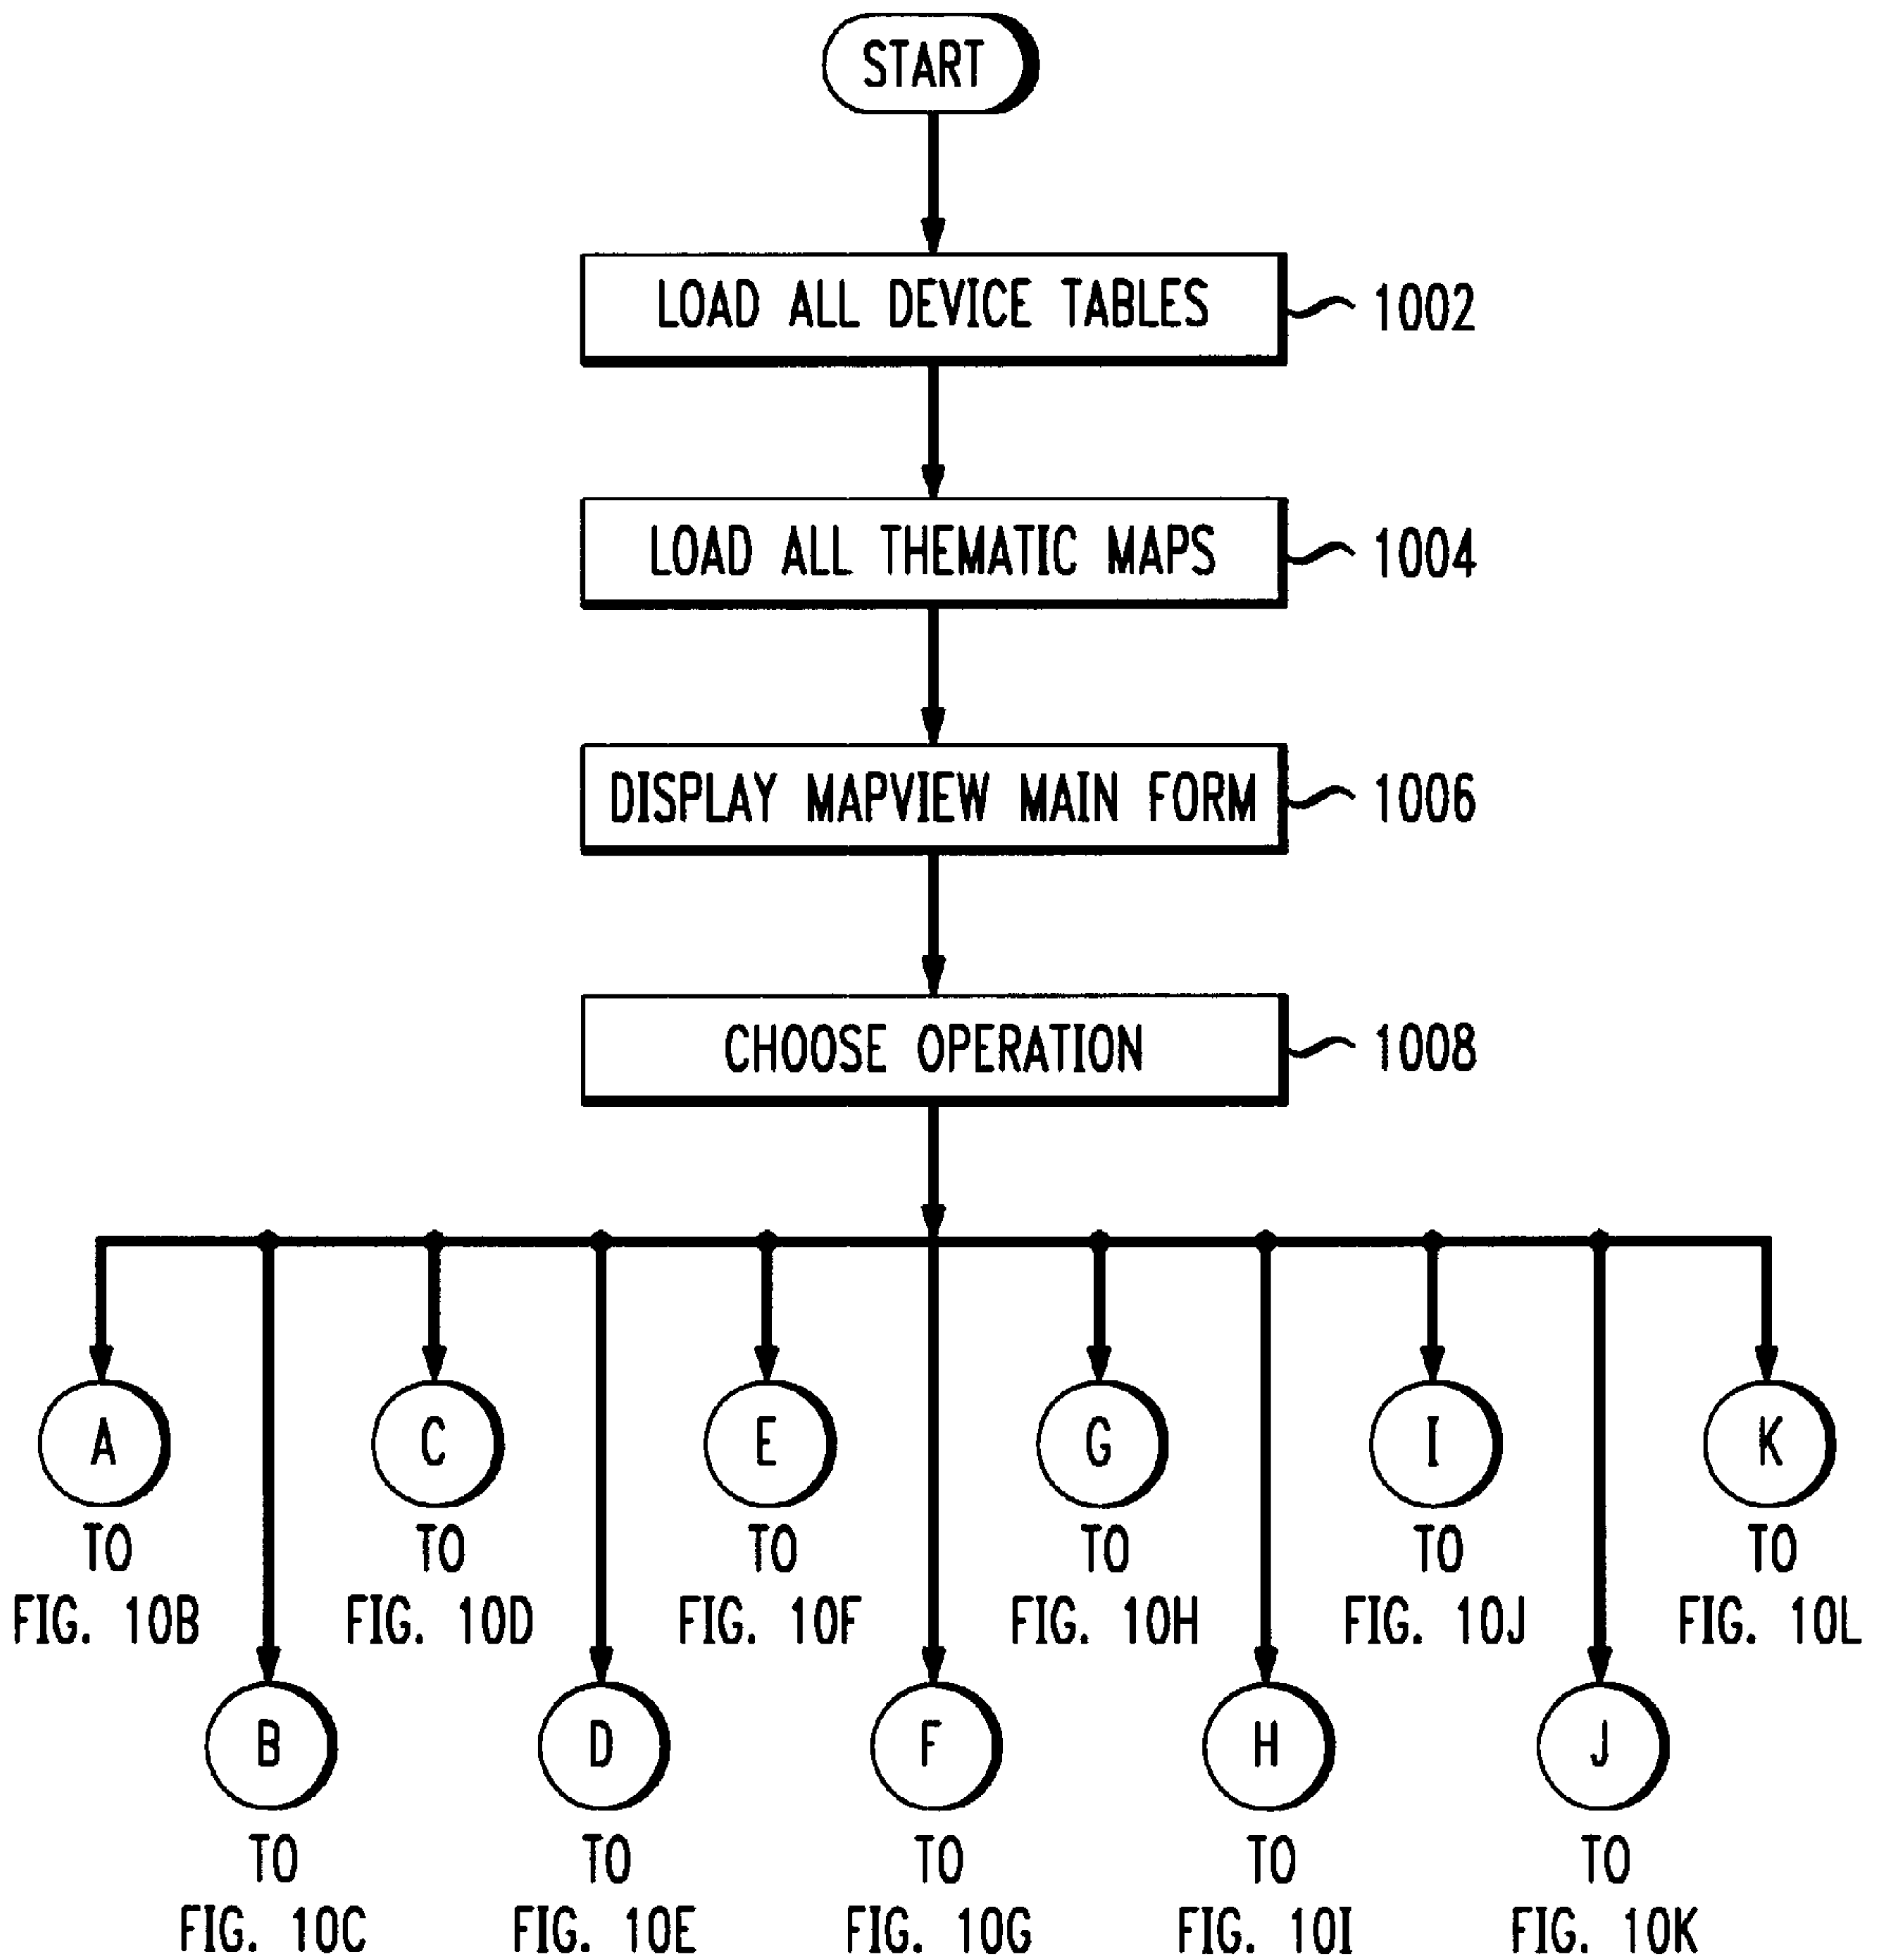 START
LOAD ALL DEVICE TABLES
1002
LOAD ALL THEMATIC MAPS
1004
DISPLAY MAPVIEW MAIN FORM
1006
CHOOSE OPERATION
1008
A
TO
FIG. 10B
C
TO
FIG. 10D
E
TO
FIG. 10F
G
TO
FIG. 10H
I
TO
FIG. 10J
K
TO
FIG. 10L
B
TO
FIG. 10C
D
TO
FIG. 10E
F
TO
FIG. 10G
H
TO
FIG. 10I
J
TO
FIG. 10K